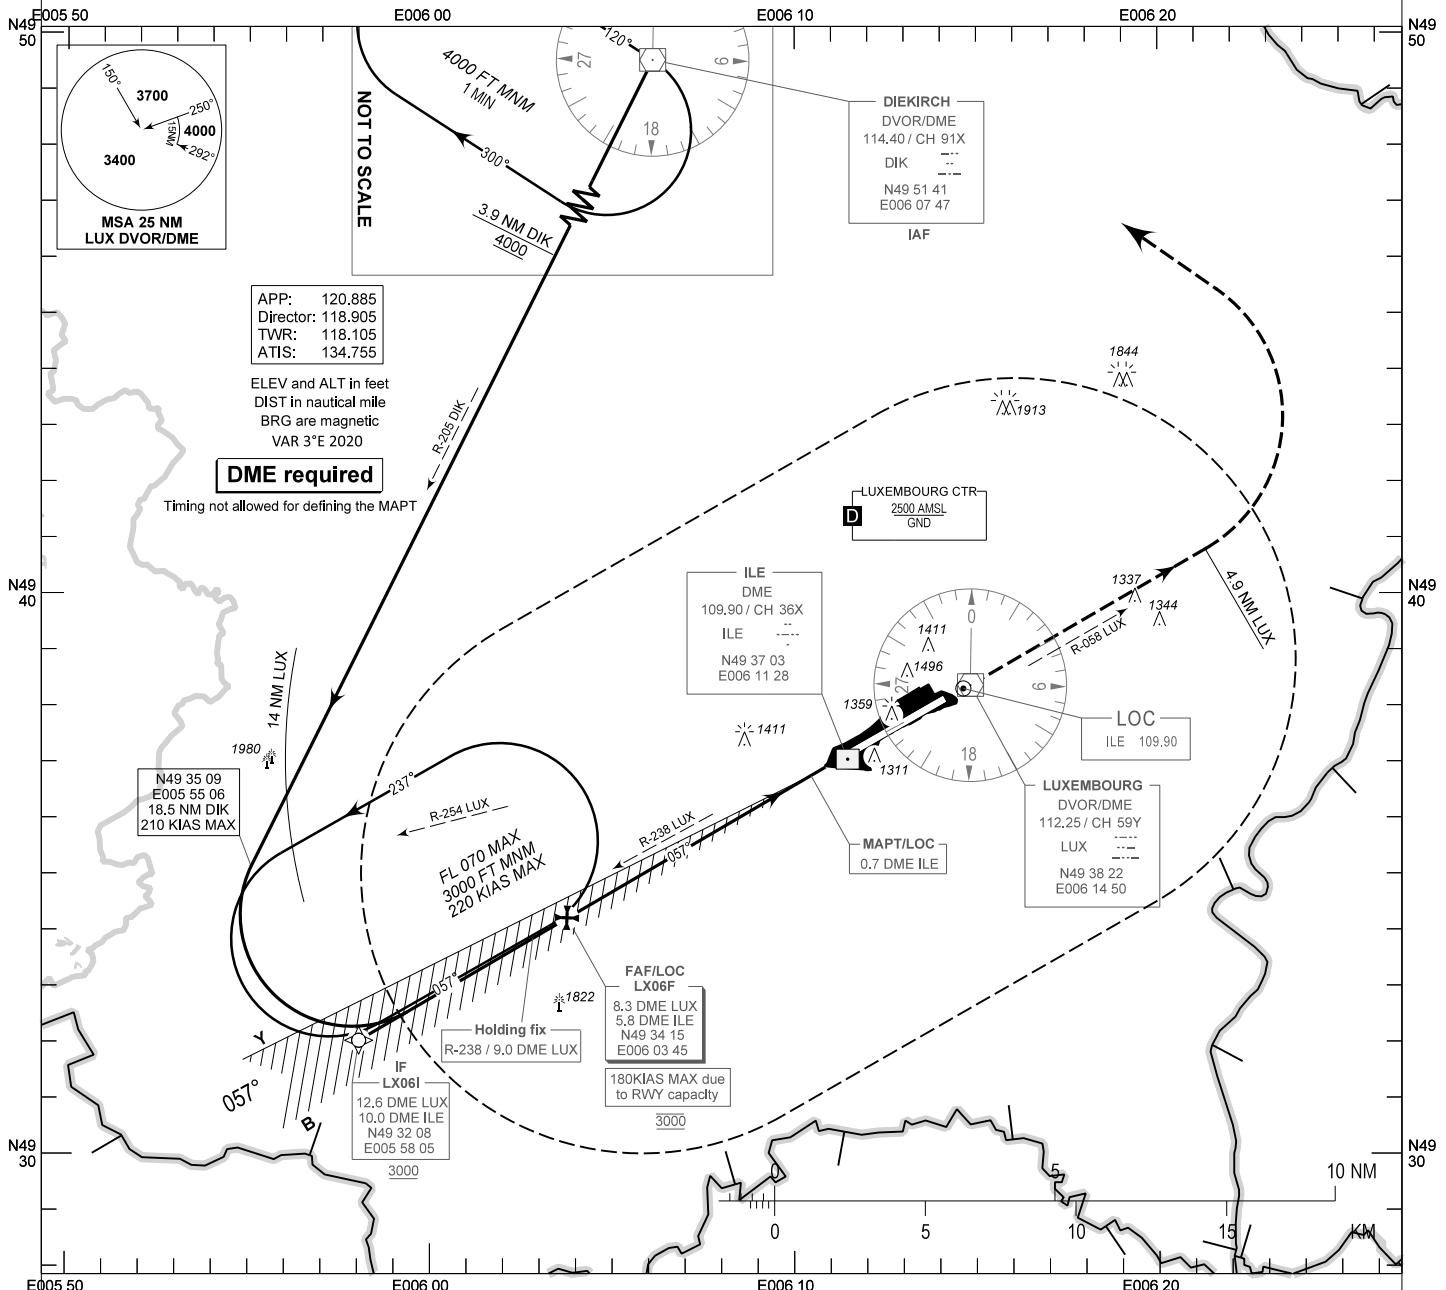 E005 50
E006 00
E006 10
E006 20
N49
50
N49
50
150°
3700
250°
4000
15NM
292°
3400
MSA 25 NM
LUX DVOR/DME
NOT TO SCALE
4000 FT MNM
1 MIN
120°
300°
27
9
18
3.9 NM DIK
4000
DIEKIRCH
DVOR/DME
114.40 / CH 91X
DIK
N49 51 41
E006 07 47
IAF
APP: 120.885
Director: 118.905
TWR: 118.105
ATIS: 134.755
ELEV and ALT in feet
DIST in nautical mile
BRG are magnetic
VAR 3°E 2020
DME required
Timing not allowed for defining the MAPT
R-205 DIK
1844
1913
LUXEMBOURG CTR
D
2500 AMSL
GND
N49
40
N49
40
ILE
DME
109.90 / CH 36X
ILE
N49 37 03
E006 11 28
0
9
18
27
1411
1496
1359
1311
1411
1337
1344
R-058 LUX
4.9 NM LUX
LOC
ILE 109.90
LUXEMBOURG
DVOR/DME
112.25 / CH 59Y
LUX
N49 38 22
E006 14 50
MAPT/LOC
0.7 DME ILE
14 NM LUX
1980
N49 35 09
E005 55 06
18.5 NM DIK
210 KIAS MAX
237°
R-254 LUX
FL 070 MAX
3000 FT MNM
220 KIAS MAX
R-238 LUX
057°
057°
1822
Holding fix
R-238 / 9.0 DME LUX
FAF/LOC
LX06F
8.3 DME LUX
5.8 DME ILE
N49 34 15
E006 03 45
180KIAS MAX due
to RWY capacity
3000
Y
057°
B
IF
LX06I
12.6 DME LUX
10.0 DME ILE
N49 32 08
E005 58 05
3000
N49
30
N49
30
0
5
10 NM
0
5
10
15
KM
E005 50
E006 00
E006 10
E006 20